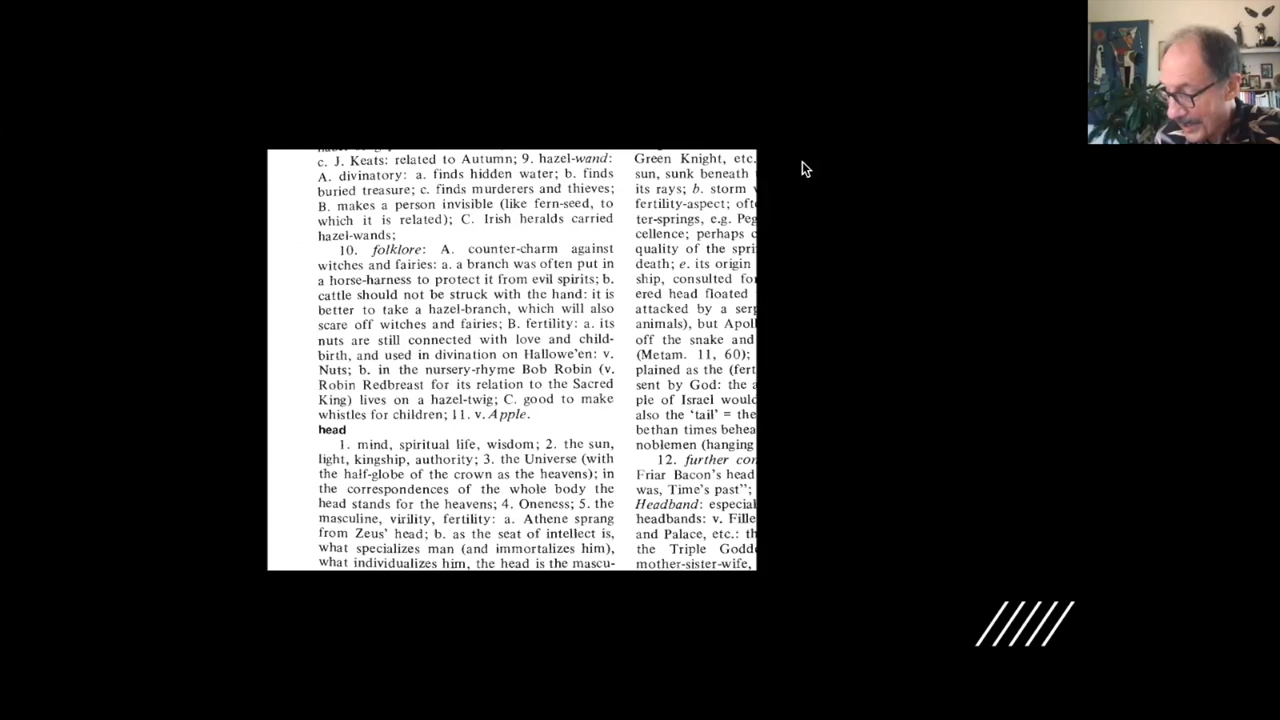 c. J. Keats: related to Autumn; 9. hazel-wand:
A. divinatory: a. finds hidden water; b. finds
buried treasure; c. finds murderers and thieves;
B. makes a person invisible (like fern-seed, to
which it is related); C. Irish heralds carried
hazel-wands;
10. folklore: A. counter-charm against
witches and fairies: a. a branch was often put in
a horse-harness to protect it from evil spirits; b.
cattle should not be struck with the hand: it is
better to take a hazel-branch, which will also
scare off witches and fairies; B. fertility: a. its
nuts are still connected with love and child-
birth, and used in divination on Hallowe'en: v.
Nuts; b. in the nursery-rhyme Bob Robin (v.
Robin Redbreast for its relation to the Sacred
King) lives on a hazel-twig; C. good to make
whistles for children; 11. v. Apple.
head
1. mind, spiritual life, wisdom; 2. the sun,
light, kingship, authority; 3. the Universe (with
the half-globe of the crown as the heavens); in
the correspondences of the whole body the
head stands for the heavens; 4. Oneness; 5. the
masculine, virility, fertility: a. Athene sprang
from Zeus' head; b. as the seat of intellect is,
what specializes man (and immortalizes him),
what individualizes him, the head is the mascu-
Green Knight, etc.
sun, sunk beneath
its rays; b. storm
fertility-aspect; oft
ter-springs, e.g. Peg
cellence; perhaps
quality of the spri
death; e. its origin
ship, consulted fo
ered head floated
attacked by a ser
animals), but Apol
off the snake and
(Metam. 11, 60);
plained as the (fert
sent by God: the a
ple of Israel would
also the 'tail' = the
bethan times behea
noblemen (hanging
12. further con
Friar Bacon's head
was, Time's past";
Headband: especial
headbands: v. Fille
and Palace, etc.: th
the Triple Godd
mother-sister-wife,